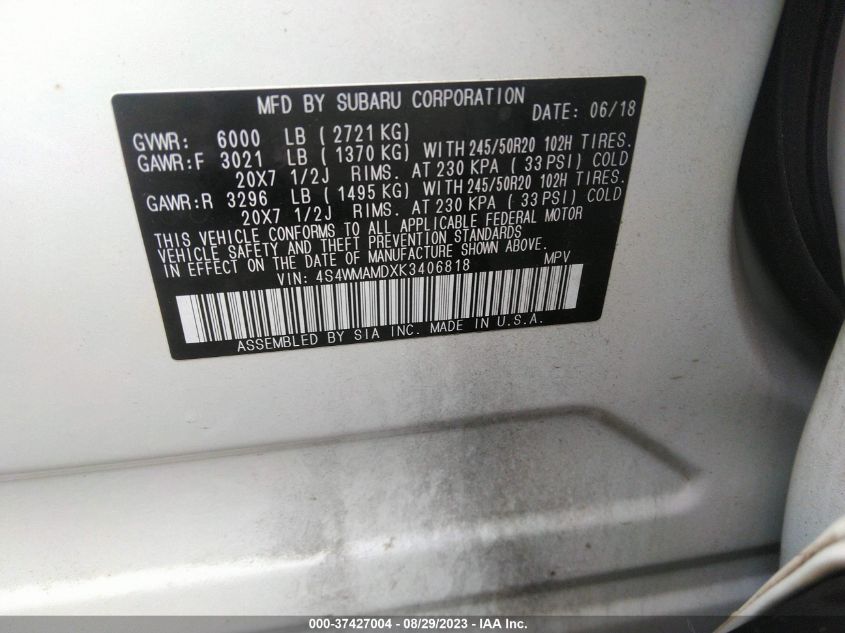 MFD BY SUBARU CORPORATION DATE: 06/18
GVWR: 6000 LB ( 2721 KG)
GAWR:F 3021 LB ( 1370 KG) WITH 245/50R20 102H TIRES.
20X7 1/2J RIMS. AT 230 KPA ( 33 PSI) COLD
GAWR:R 3296 LB ( 1495 KG) WITH 245/50R20 102H TIRES.
20X7 1/2J RIMS. AT 230 KPA ( 33 PSI) COLD
THIS VEHICLE CONFORMS TO ALL APPLICABLE FEDERAL MOTOR
VEHICLE SAFETY AND THEFT PREVENTION STANDARDS
IN EFFECT ON THE DATE OF MANUFACTURE SHOWN ABOVE.
VIN: 4S4WMAMDXK3406818 MPV
ASSEMBLED BY SIA INC. MADE IN U.S.A.
000-37427004 - 08/29/2023 - IAA Inc.